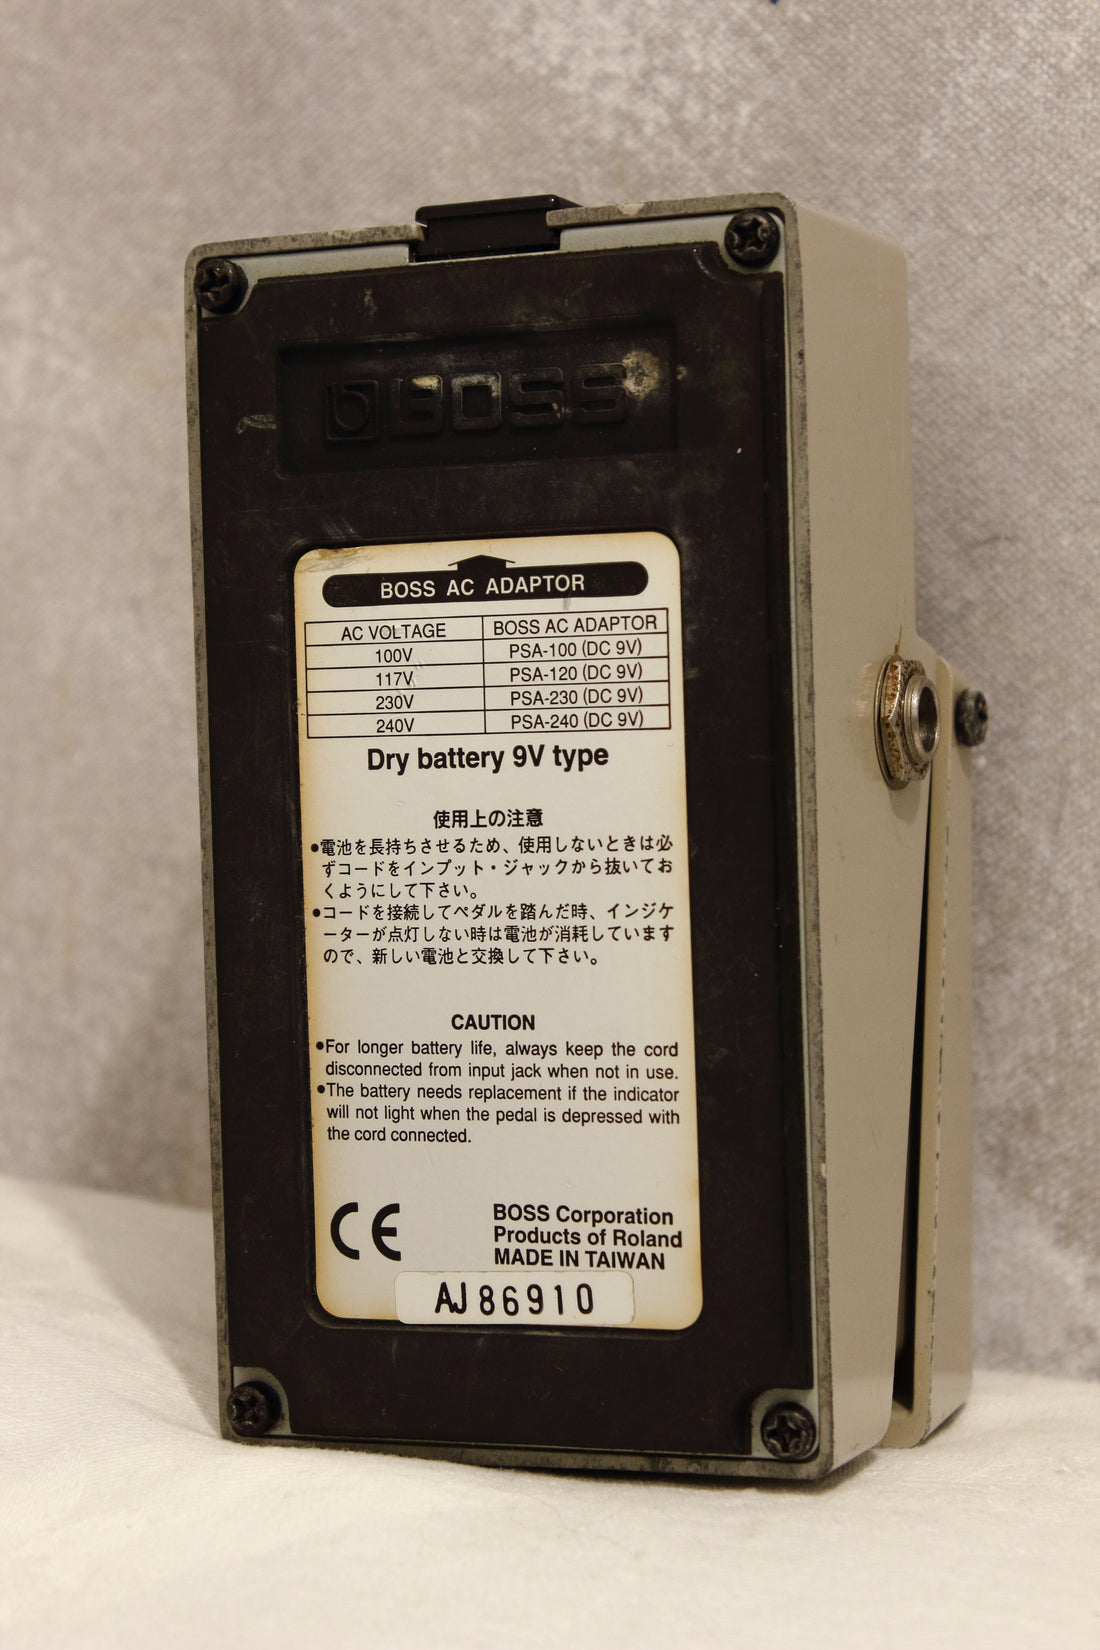 BOSS
BOSS AC ADAPTOR
AC VOLTAGE BOSS AC ADAPTOR
100V PSA-100 (DC 9V)
117V PSA-120 (DC 9V)
230V PSA-230 (DC 9V)
240V PSA-240 (DC 9V)
Dry battery 9V type
使用上の注意
●電池を長持ちさせるため、使用しないときは必
ずコードをインプット・ジャックから抜いてお
くようにして下さい。
●コードを接続してペダルを踏んだ時、インジケ
ーターが点灯しない時は電池が消耗しています
ので、新しい電池と交換して下さい。
CAUTION
●For longer battery life, always keep the cord
disconnected from input jack when not in use.
●The battery needs replacement if the indicator
will not light when the pedal is depressed with
the cord connected.
CE
BOSS Corporation
Products of Roland
MADE IN TAIWAN
AJ86910